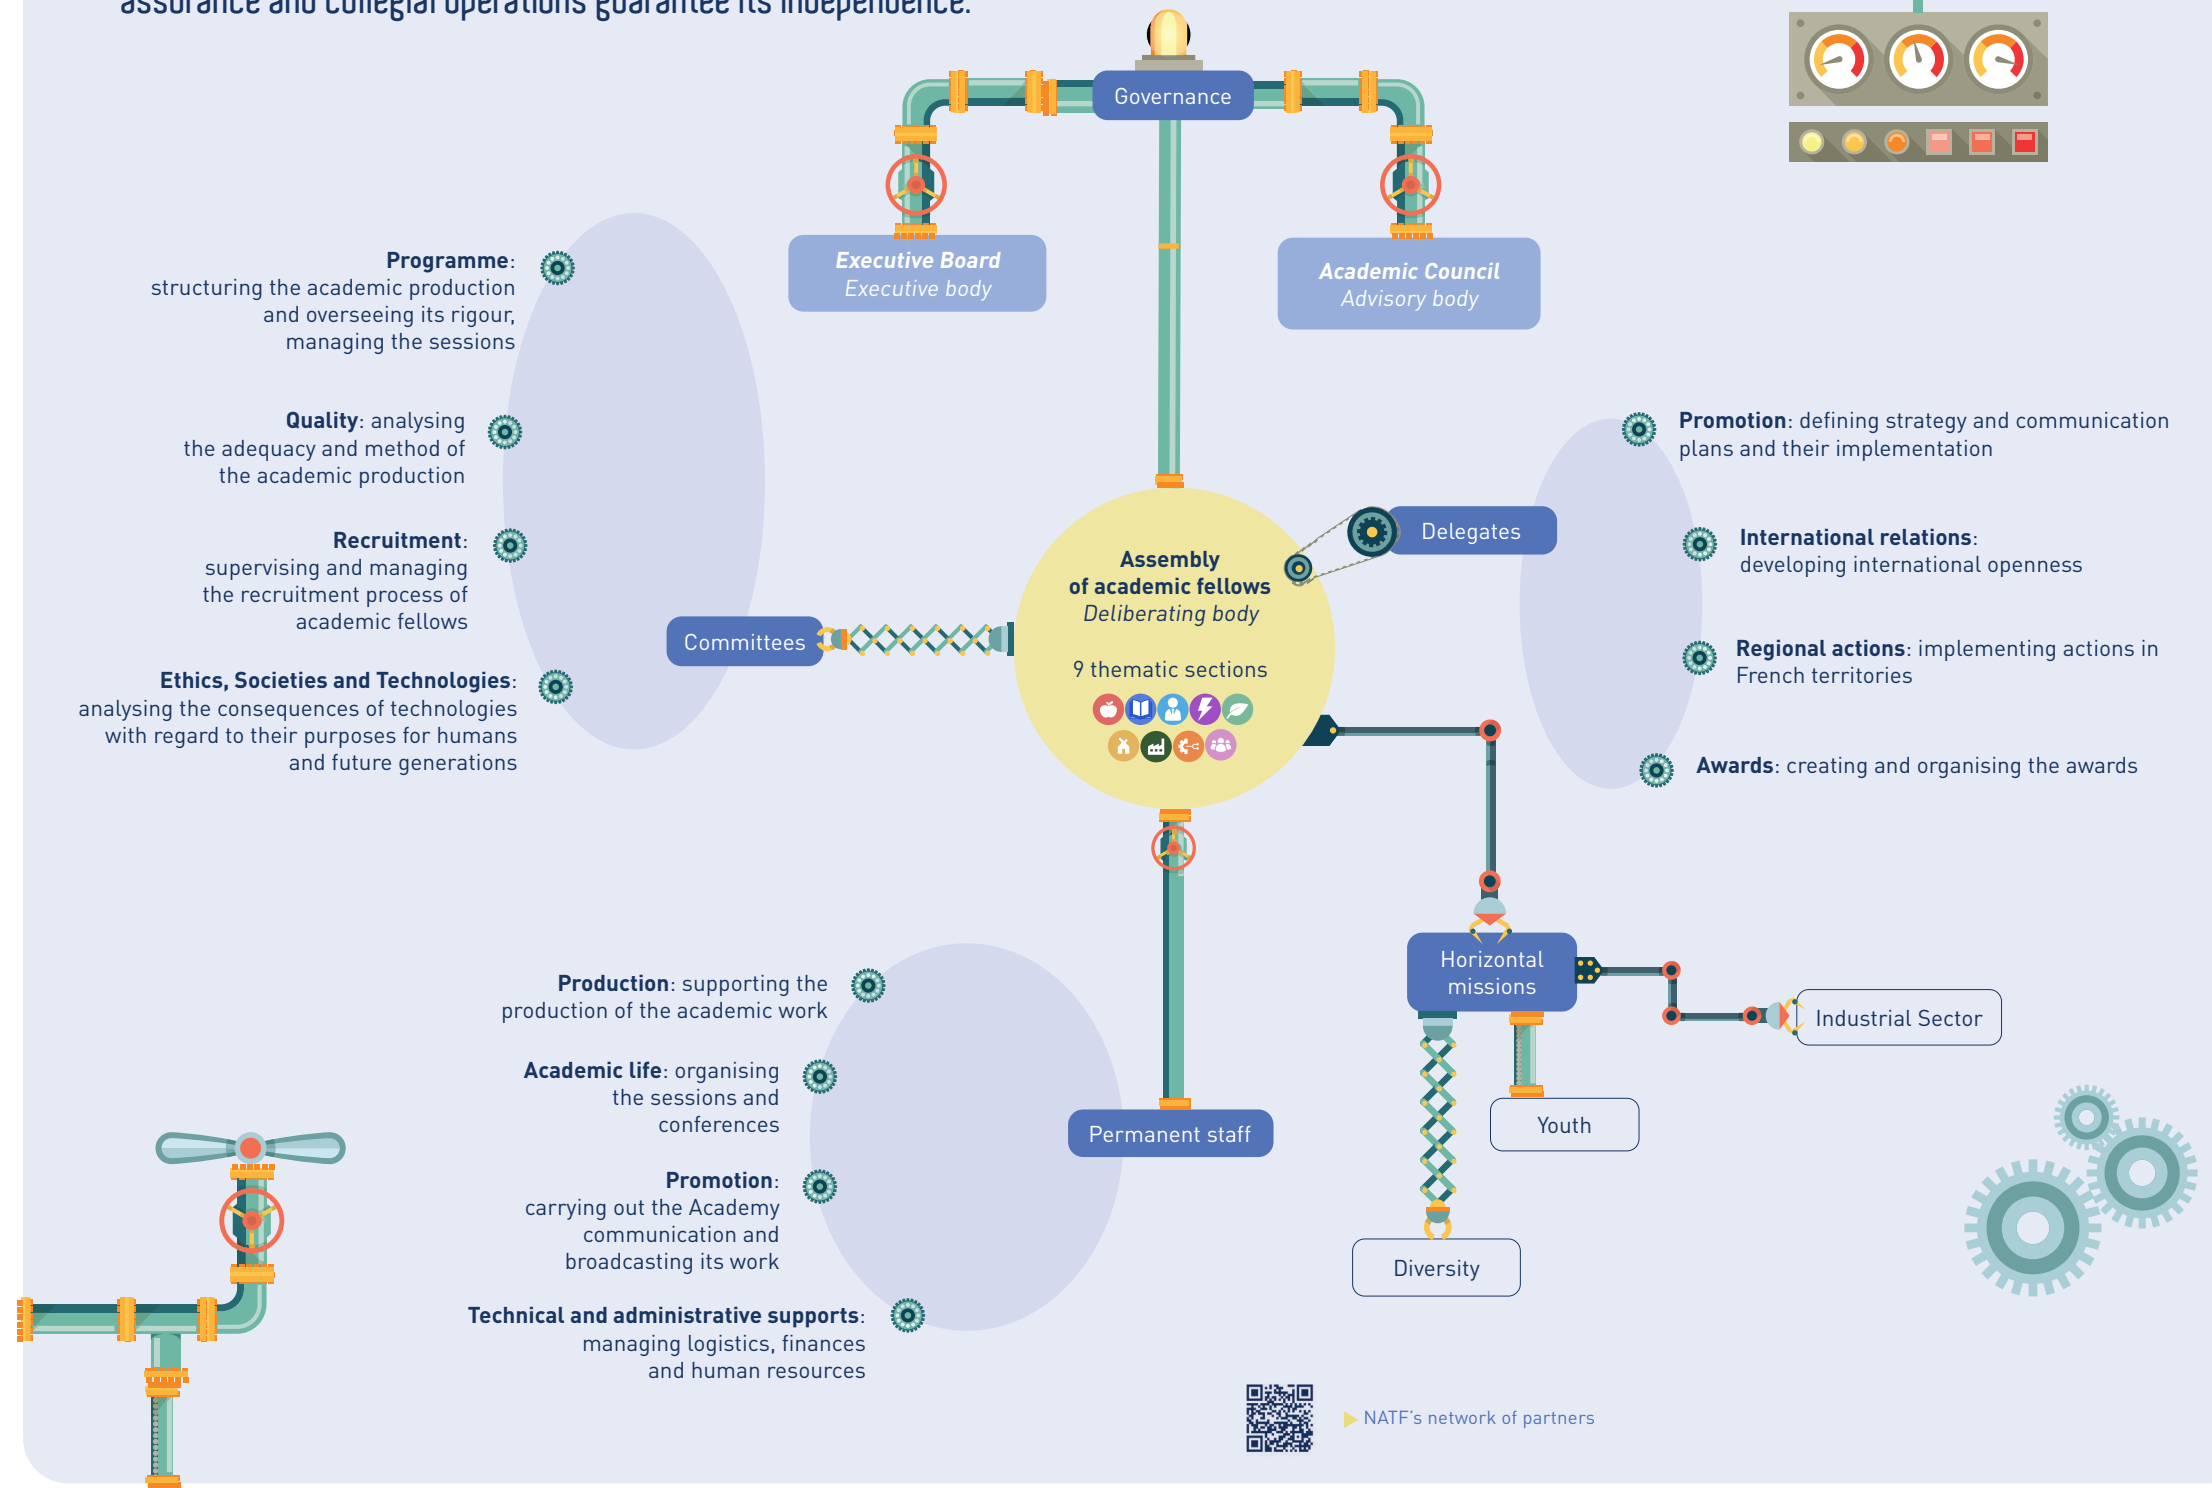 assurance and collegial operations guarantee its independence.
Governance
Executive Board
Executive body
Academic Council
Advisory body
Programme:
structuring the academic production
and overseeing its rigour,
managing the sessions
Quality: analysing
the adequacy and method of
the academic production
Recruitment:
supervising and managing
the recruitment process of
academic fellows
Ethics, Societies and Technologies:
analysing the consequences of technologies
with regard to their purposes for humans
and future generations
Committees
Assembly
of academic fellows
Deliberating body
9 thematic sections
Delegates
Promotion: defining strategy and communication
plans and their implementation
International relations:
developing international openness
Regional actions: implementing actions in
French territories
Awards: creating and organising the awards
Horizontal
missions
Industrial Sector
Youth
Diversity
Production: supporting the
production of the academic work
Academic life: organising
the sessions and
conferences
Promotion:
carrying out the Academy
communication and
broadcasting its work
Technical and administrative supports:
managing logistics, finances
and human resources
Permanent staff
NATF's network of partners